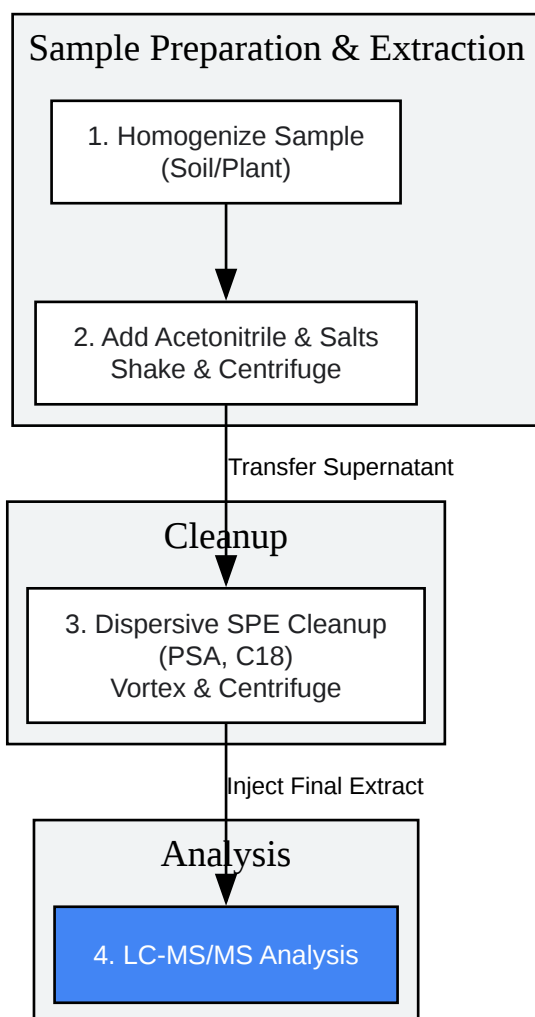 Sample Preparation & Extraction
1. Homogenize Sample
(Soil/Plant)
2. Add Acetonitrile & Salts
Shake & Centrifuge
Transfer Supernatant
Cleanup
3. Dispersive SPE Cleanup
(PSA, C18)
Vortex & Centrifuge
Inject Final Extract
Analysis
4. LC-MS/MS Analysis